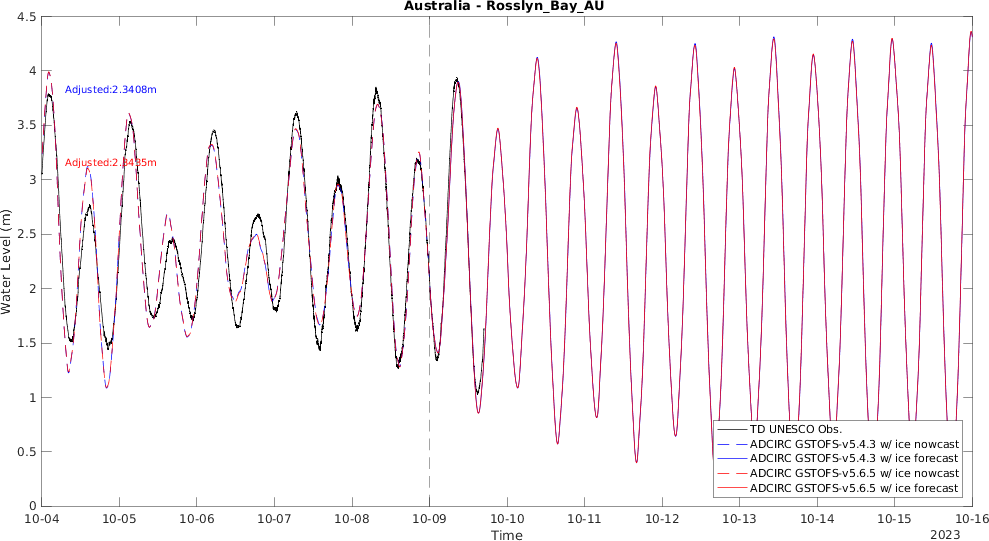 Australia - Rosslyn_Bay_AU
4.5
4
3.5
3
2.5
2
1.5
1
0.5
0
Water Level (m)
Adjusted:2.3408m
Adjusted:2.3435m
TD UNESCO Obs.
ADCIRC GSTOFS-v5.4.3 w/ ice nowcast
ADCIRC GSTOFS-v5.4.3 w/ ice forecast
ADCIRC GSTOFS-v5.6.5 w/ ice nowcast
ADCIRC GSTOFS-v5.6.5 w/ ice forecast
10-04 10-05 10-06 10-07 10-08 10-09 10-10 10-11 10-12 10-13 10-14 10-15 10-16
Time
2023